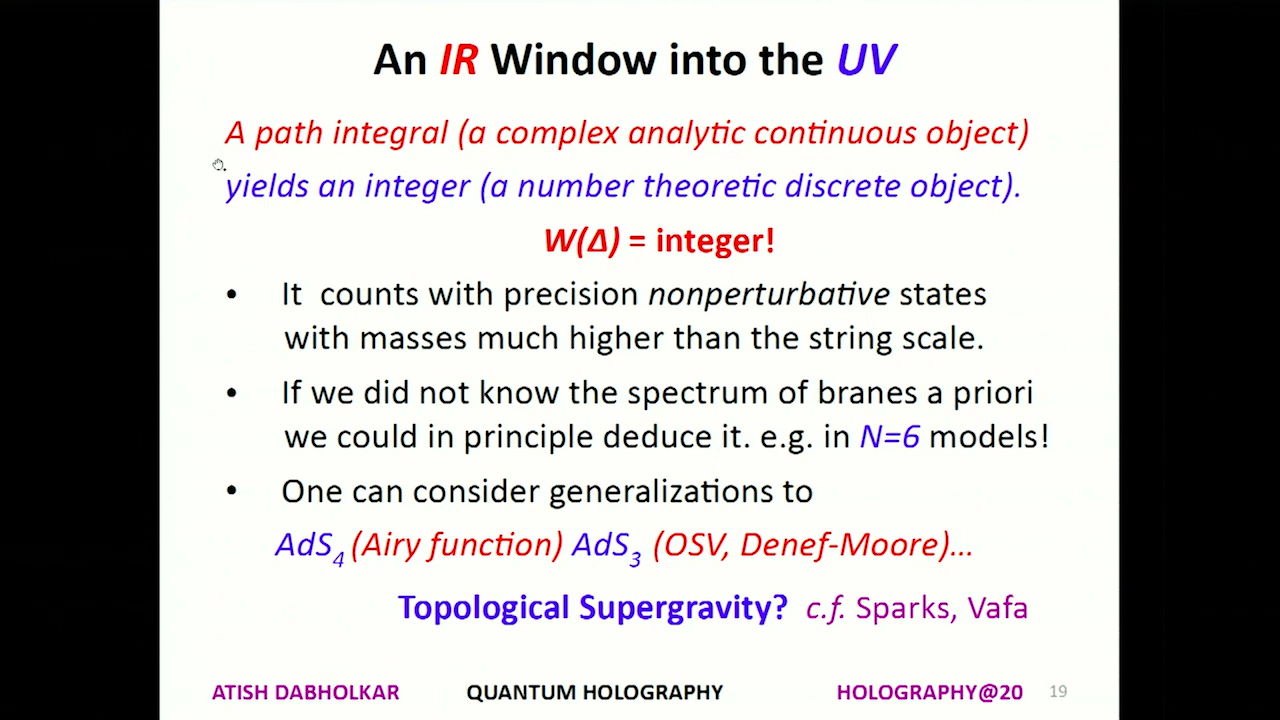 An IR Window into the UV
A path integral (a complex analytic continuous object)
yields an integer (a number theoretic discrete object).
W(Δ) = integer!
• It counts with precision nonperturbative states
with masses much higher than the string scale.
• If we did not know the spectrum of branes a priori
we could in principle deduce it. e.g. in N=6 models!
• One can consider generalizations to
AdS4 (Airy function) AdS3 (OSV, Denef-Moore)…
Topological Supergravity? c.f. Sparks, Vafa
ATISH DABHOLKAR QUANTUM HOLOGRAPHY HOLOGRAPHY@20 19